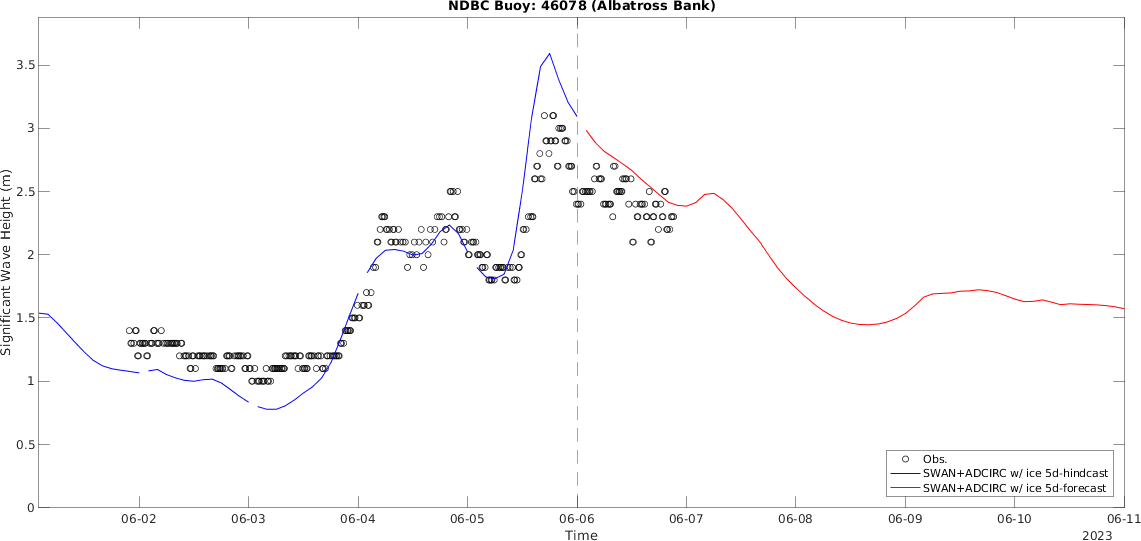 NDBC Buoy: 46078 (Albatross Bank)
3.5
3
2.5
2
1.5
1
0.5
0
Significant Wave Height (m)
Obs.
SWAN+ADCIRC w/ ice 5d-hindcast
SWAN+ADCIRC w/ ice 5d-forecast
06-02 06-03 06-04 06-05 06-06 06-07 06-08 06-09 06-10 06-11
Time
2023